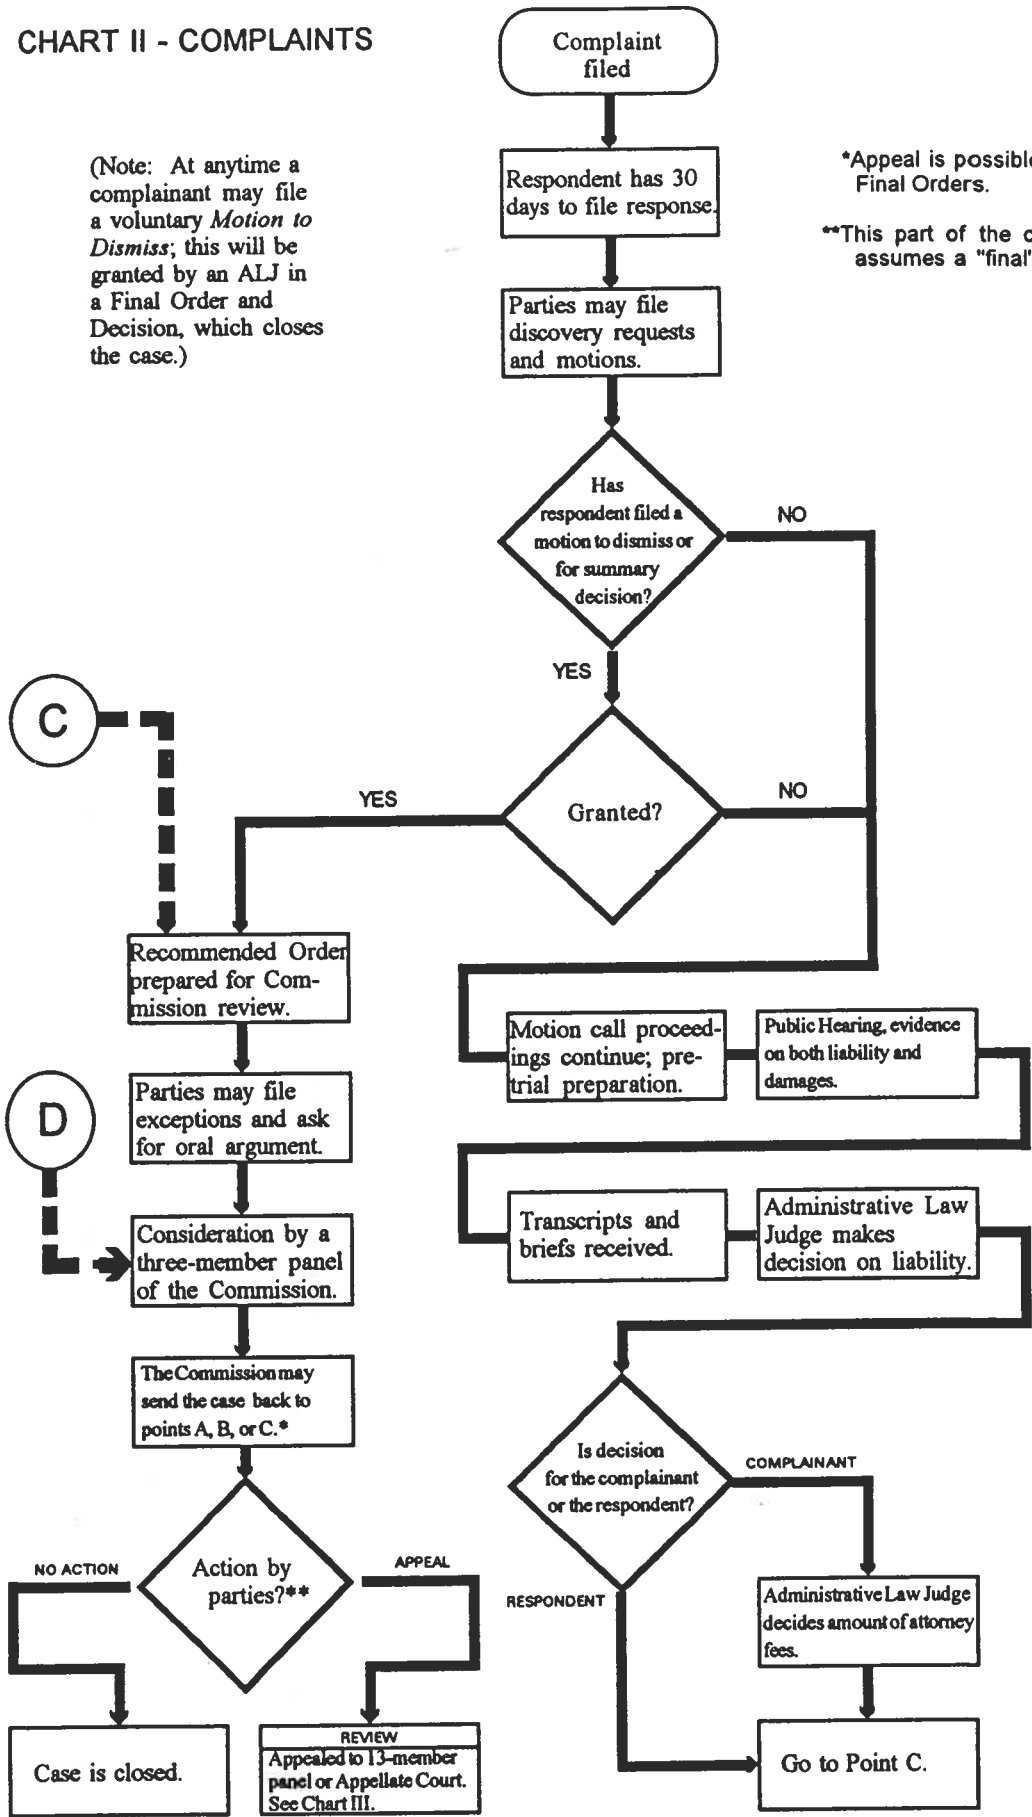 CHART II - COMPLAINTS
Complaint
filed
(Note: At anytime a
complainant may file
a voluntary Motion to
Dismiss; this will be
granted by an ALJ in
a Final Order and
Decision, which closes
the case.)
Respondent has 30
days to file response.
*Appeal is possible
Final Orders.
**This part of the c
assumes a "final"
Parties may file
discovery requests
and motions.
Has
respondent filed a
motion to dismiss or
for summary
decision?
NO
YES
C
Granted?
NO
YES
Recommended Order
prepared for Com-
mission review.
Parties may file
exceptions and ask
for oral argument.
D
Consideration by a
three-member panel
of the Commission.
The Commission may
send the case back to
points A, B, or C.*
Action by
parties?**
NO ACTION
APPEAL
Case is closed.
REVIEW
Appealed to 13-member
panel or Appellate Court.
See Chart III.
Motion call proceed-
ings continue; pre-
trial preparation.
Public Hearing, evidence
on both liability and
damages.
Transcripts and
briefs received.
Administrative Law
Judge makes
decision on liability.
Is decision
for the complainant
or the respondent?
COMPLAINANT
RESPONDENT
Administrative Law Judge
decides amount of attorney
fees.
Go to Point C.